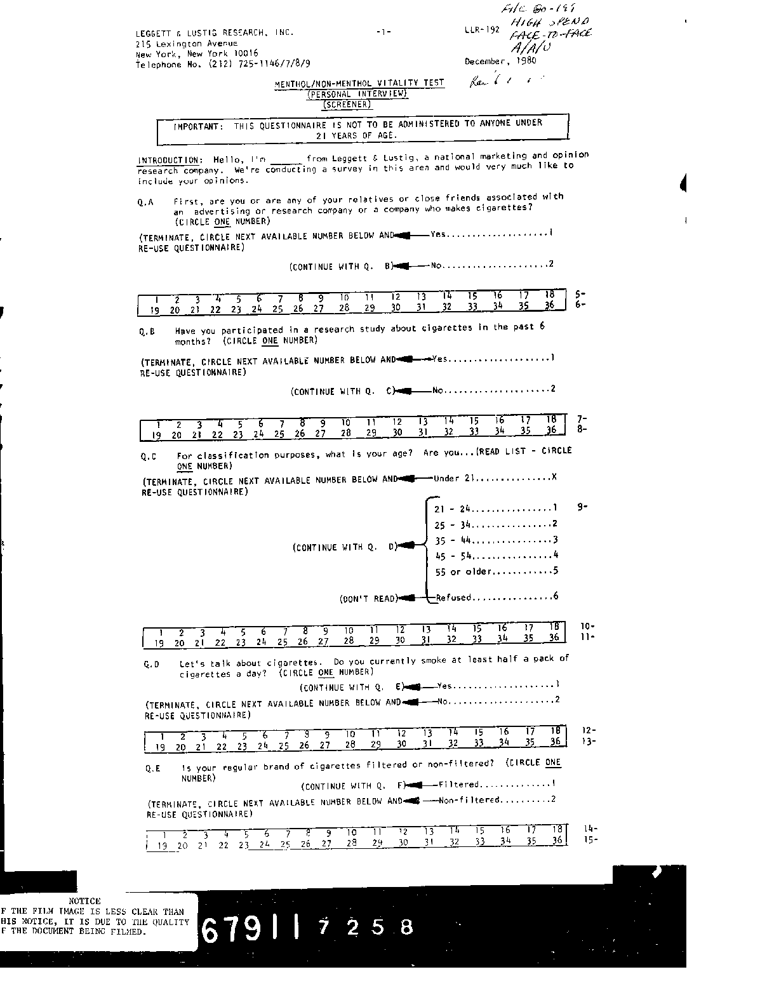 F/C 80-199
HIGH SPEND
FACE-TO-FACE
A/A/U
LEGGETT & LUSTIG RESEARCH, INC. -1- LLR-192
215 Lexington Avenue
New York, New York 10016
Telephone No. (212) 725-1146/7/8/9 December, 1980
MENTHOL/NON-MENTHOL VITALITY TEST
(PERSONAL INTERVIEW)
(SCREENER)
IMPORTANT: THIS QUESTIONNAIRE IS NOT TO BE ADMINISTERED TO ANYONE UNDER
21 YEARS OF AGE.
INTRODUCTION: Hello, I'm _____ from Leggett & Lustig, a national marketing and opinion
research company. We're conducting a survey in this area and would very much like to
include your opinions.
Q.A First, are you or are any of your relatives or close friends associated with
an advertising or research company or a company who makes cigarettes?
(CIRCLE ONE NUMBER)
(TERMINATE, CIRCLE NEXT AVAILABLE NUMBER BELOW AND Yes....................1
RE-USE QUESTIONNAIRE)
(CONTINUE WITH Q. B) No....................2
1 2 3 4 5 6 7 8 9 10 11 12 13 14 15 16 17 18 5-
19 20 21 22 23 24 25 26 27 28 29 30 31 32 33 34 35 36 6-
Q.B Have you participated in a research study about cigarettes in the past 6
months? (CIRCLE ONE NUMBER)
(TERMINATE, CIRCLE NEXT AVAILABLE NUMBER BELOW AND Yes...................1
RE-USE QUESTIONNAIRE)
(CONTINUE WITH Q. C) No....................2
1 2 3 4 5 6 7 8 9 10 11 12 13 14 15 16 17 18 7-
19 20 21 22 23 24 25 26 27 28 29 30 31 32 33 34 35 36 8-
Q.C For classification purposes, what is your age? Are you...(READ LIST - CIRCLE
ONE NUMBER)
(TERMINATE, CIRCLE NEXT AVAILABLE NUMBER BELOW AND Under 21..............X
RE-USE QUESTIONNAIRE)
21 - 24...............1 9-
25 - 34...............2
35 - 44...............3
(CONTINUE WITH Q. D)
45 - 54...............4
55 or older...........5
(DON'T READ) Refused...............6
1 2 3 4 5 6 7 8 9 10 11 12 13 14 15 16 17 18 10-
19 20 21 22 23 24 25 26 27 28 29 30 31 32 33 34 35 36 11-
Q.D Let's talk about cigarettes. Do you currently smoke at least half a pack of
cigarettes a day? (CIRCLE ONE NUMBER)
(CONTINUE WITH Q. E) Yes...................1
(TERMINATE, CIRCLE NEXT AVAILABLE NUMBER BELOW AND No....................2
RE-USE QUESTIONNAIRE)
1 2 3 4 5 6 7 8 9 10 11 12 13 14 15 16 17 18 12-
19 20 21 22 23 24 25 26 27 28 29 30 31 32 33 34 35 36 13-
Q.E Is your regular brand of cigarettes filtered or non-filtered? (CIRCLE ONE
NUMBER)
(CONTINUE WITH Q. F) Filtered.............1
(TERMINATE, CIRCLE NEXT AVAILABLE NUMBER BELOW AND Non-filtered.........2
RE-USE QUESTIONNAIRE)
1 2 3 4 5 6 7 8 9 10 11 12 13 14 15 16 17 18 14-
19 20 21 22 23 24 25 26 27 28 29 30 31 32 33 34 35 36 15-
NOTICE
F THE FILM IMAGE IS LESS CLEAR THAN
HIS NOTICE, IT IS DUE TO THE QUALITY
F THE DOCUMENT BEING FILMED.
67911 7258